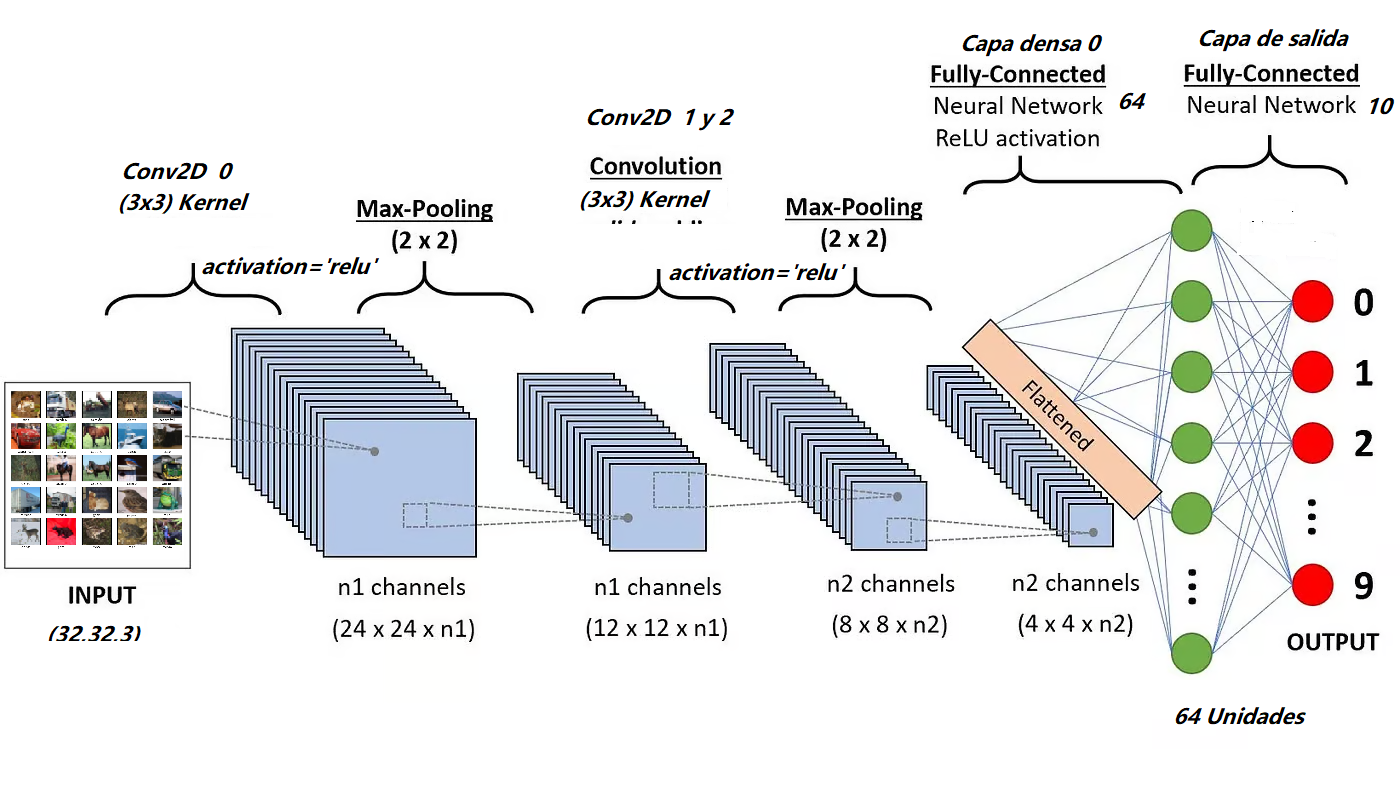 Conv2D  0
(3x3) Kernel
activation='relu'
Max-Pooling
(2 x 2)
Conv2D  1 y 2
Convolution
(3x3) Kernel
activation='relu'
Max-Pooling
(2 x 2)
Capa densa 0
Fully-Connected
Neural Network 64
ReLU activation
Capa de salida
Fully-Connected
Neural Network 10
Flattened
0
1
2
9
OUTPUT
INPUT
(32,32,3)
n1 channels
(24 x 24 x n1)
n1 channels
(12 x 12 x n1)
n2 channels
(8 x 8 x n2)
n2 channels
(4 x 4 x n2)
64 Unidades